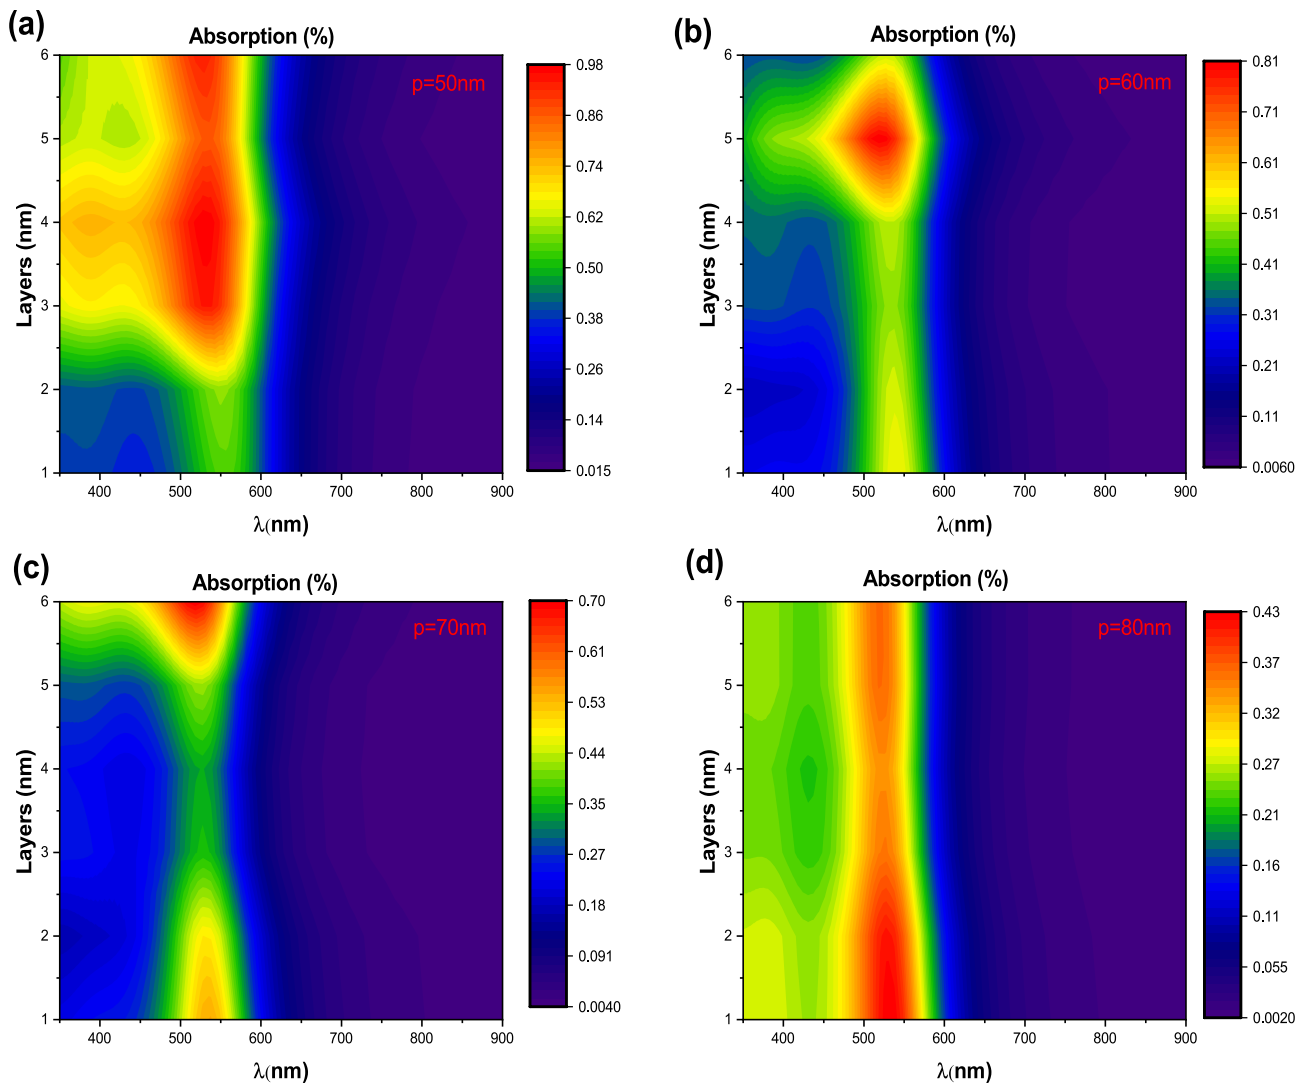 (a)
Absorption (%)
p=50nm
6
5
4
3
2
1
Layers (nm)
400 500 600 700 800 900
λ(nm)
0.98
0.86
0.74
0.62
0.50
0.38
0.26
0.14
0.015
(b)
Absorption (%)
p=60nm
6
5
4
3
2
1
Layers (nm)
400 500 600 700 800 900
λ(nm)
0.81
0.71
0.61
0.51
0.41
0.31
0.21
0.11
0.0060
(c)
Absorption (%)
p=70nm
6
5
4
3
2
1
Layers (nm)
400 500 600 700 800 900
λ(nm)
0.70
0.61
0.53
0.44
0.35
0.27
0.18
0.091
0.0040
(d)
Absorption (%)
p=80nm
6
5
4
3
2
1
Layers (nm)
400 500 600 700 800 900
λ(nm)
0.43
0.37
0.32
0.27
0.21
0.16
0.11
0.055
0.0020